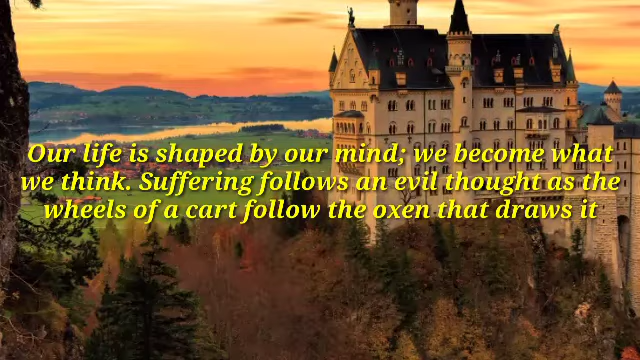 Our life is shaped by our mind; we become what
we think. Suffering follows an evil thought as the
wheels of a cart follow the oxen that draws it